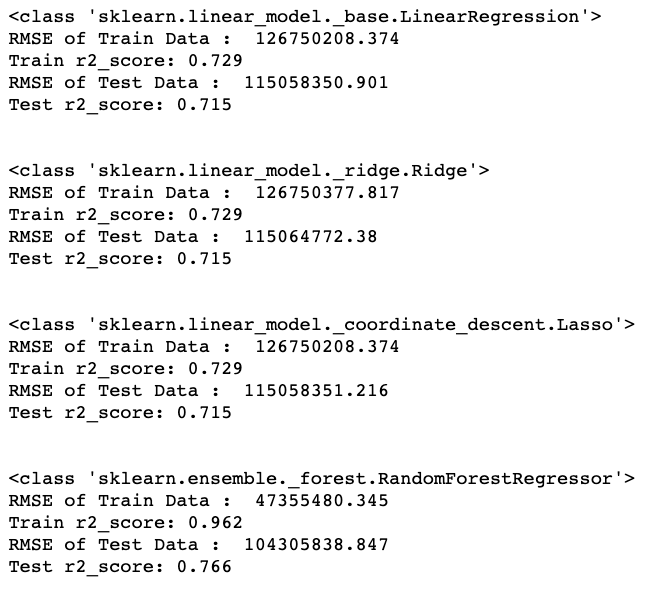 <class 'sklearn.linear_model._base.LinearRegression'>
RMSE of Train Data :  126750208.374
Train r2_score: 0.729
RMSE of Test Data :  115058350.901
Test r2_score: 0.715
<class 'sklearn.linear_model._ridge.Ridge'>
RMSE of Train Data :  126750377.817
Train r2_score: 0.729
RMSE of Test Data :  115064772.38
Test r2_score: 0.715
<class 'sklearn.linear_model._coordinate_descent.Lasso'>
RMSE of Train Data :  126750208.374
Train r2_score: 0.729
RMSE of Test Data :  115058351.216
Test r2_score: 0.715
<class 'sklearn.ensemble._forest.RandomForestRegressor'>
RMSE of Train Data :  47355480.345
Train r2_score: 0.962
RMSE of Test Data :  104305838.847
Test r2_score: 0.766